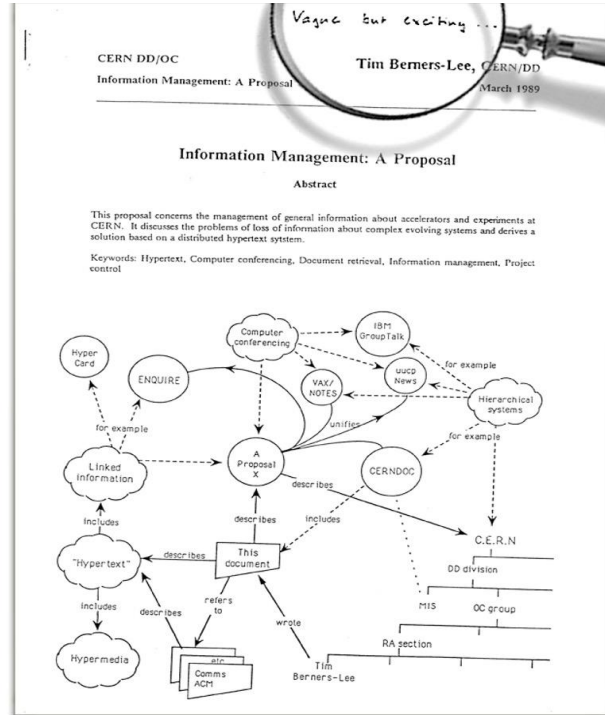 Vague but exciting ...
CERN DD/OC
Tim Berners-Lee, CERN/DD
Information Management: A Proposal
March 1989
Information Management: A Proposal
Abstract
This proposal concerns the management of general information about accelerators and experiments at
CERN. It discusses the problems of loss of information about complex evolving systems and derives a
solution based on a distributed hypertext sytstem.
Keywords: Hypertext, Computer conferencing, Document retrieval, Information management, Project
control
IBM
GroupTalk
Computer
conferencing
Hyper
Card
ENQUIRE
VAX/
NOTES
uucp
News
for example
Hierarchical
systems
for example
unifies
for example
Linked
information
A
Proposal
X
CERNDOC
describes
includes
describes
includes
C.E.R.N
"Hypertext"
describes
This
document
DD division
includes
describes
refers
to
wrote
MIS
OC group
RA section
Hypermedia
etc
Comms
ACM
Tim
Berners-Lee